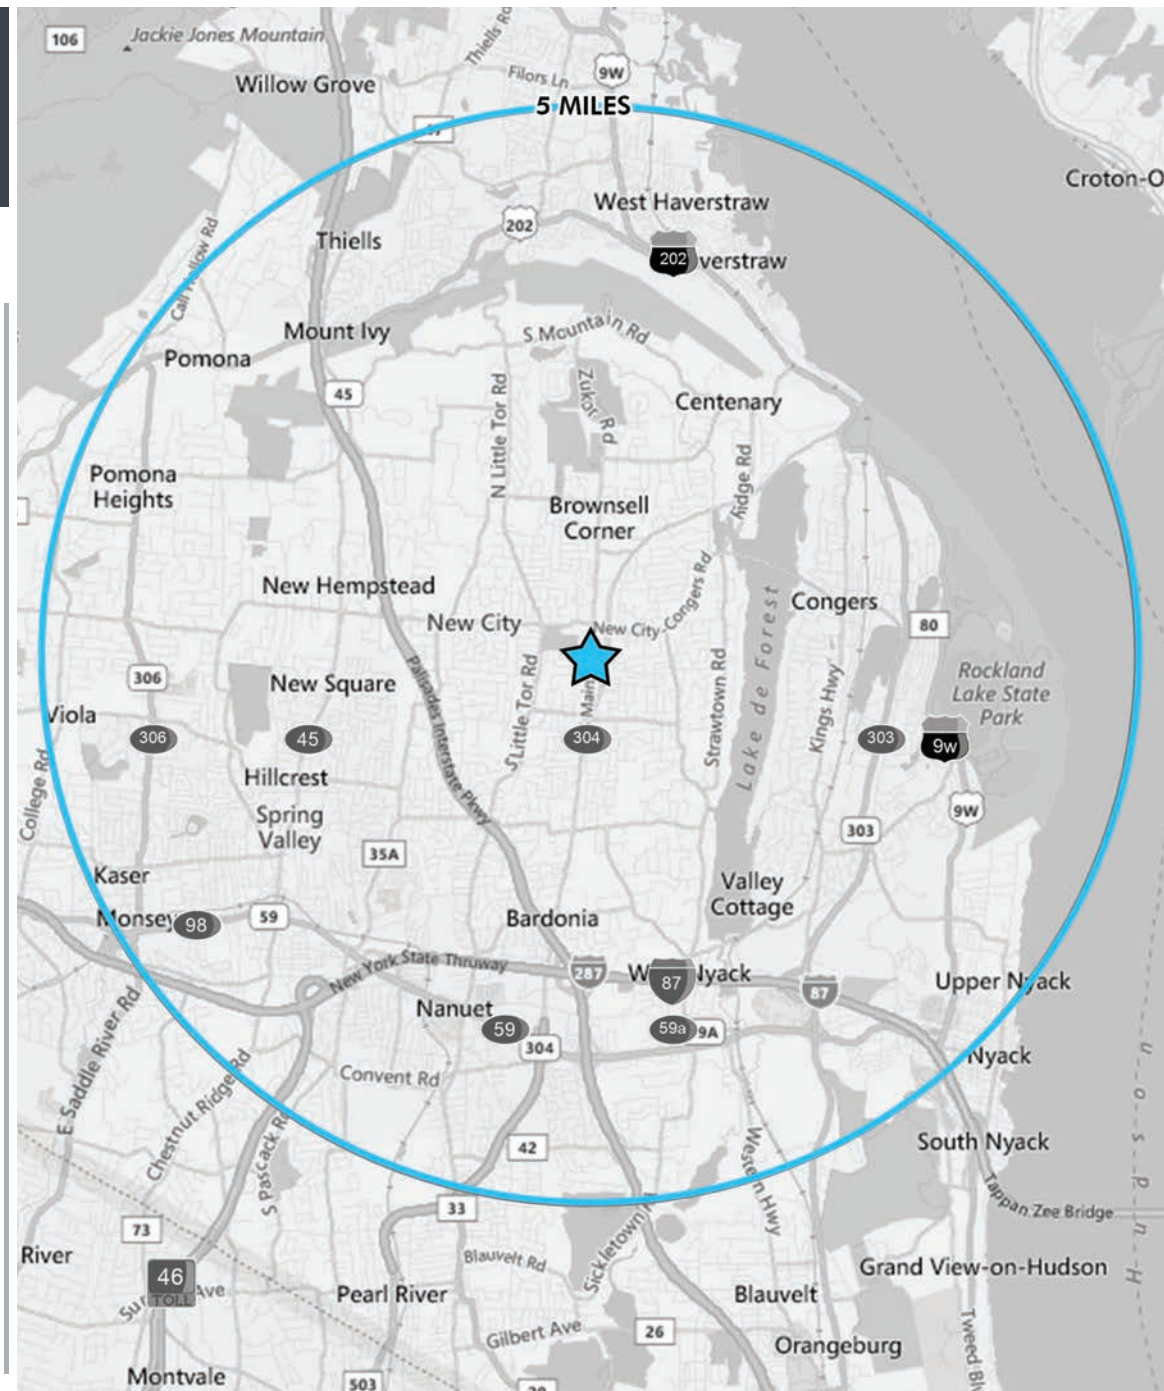 106
Jackie Jones Mountain
Thiells Rd
Willow Grove
Filors Ln
9W
5 MILES
Croton-O
West Haverstraw
202
Thiells
202
verstraw
Call Hollow Rd
Mount Ivy
S Mountain Rd
Pomona
45
Zukor Rd
Centenary
N Little Tor Rd
Pomona
Heights
Ridge Rd
Brownsell
Corner
New Hempstead
New City
New City-Congers Rd
Congers
80
Lake de Forest
306
New Square
Palisades Interstate Pkwy
S Little Tor Rd
Main
Strawtown Rd
Kings Hwy
Rockland
Lake State
Park
Viola
306
45
304
303
9w
College Rd
Hillcrest
Spring
Valley
9W
303
35A
Kaser
Valley
Cottage
Monsey
98
59
Bardonia
New York State Thruway
287
W
87
Nyack
87
Upper Nyack
Nanuet
59
304
59a
9A
Nyack
E Saddle River Rd
Chestnut Ridge Rd
Convent Rd
S Pascack Rd
42
Western Hwy
South Nyack
Tappan Zee Bridge
H u d s o n
73
33
River
Blauvelt Rd
Sickletown
46
TOLL
Ave
Pearl River
Blauvelt
Grand View-on-Hudson
Gilbert Ave
26
Orangeburg
Tweed Bl
Montvale
503